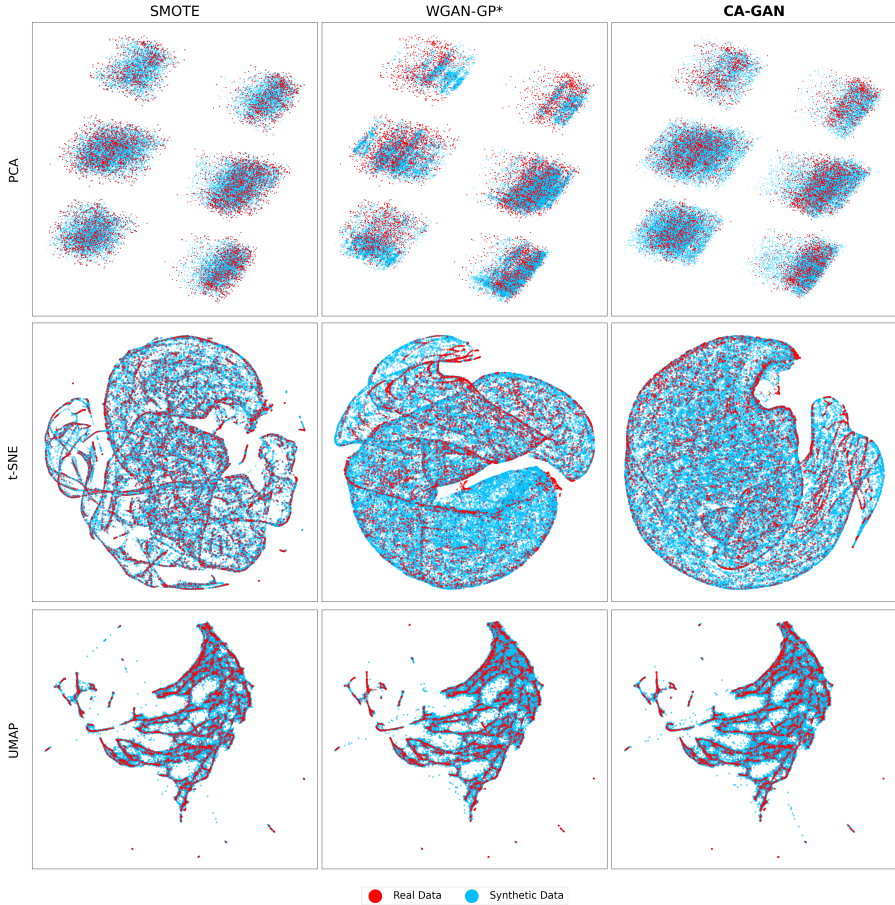 SMOTE
WGAN-GP*
CA-GAN
PCA
t-SNE
UMAP
Real Data
Synthetic Data